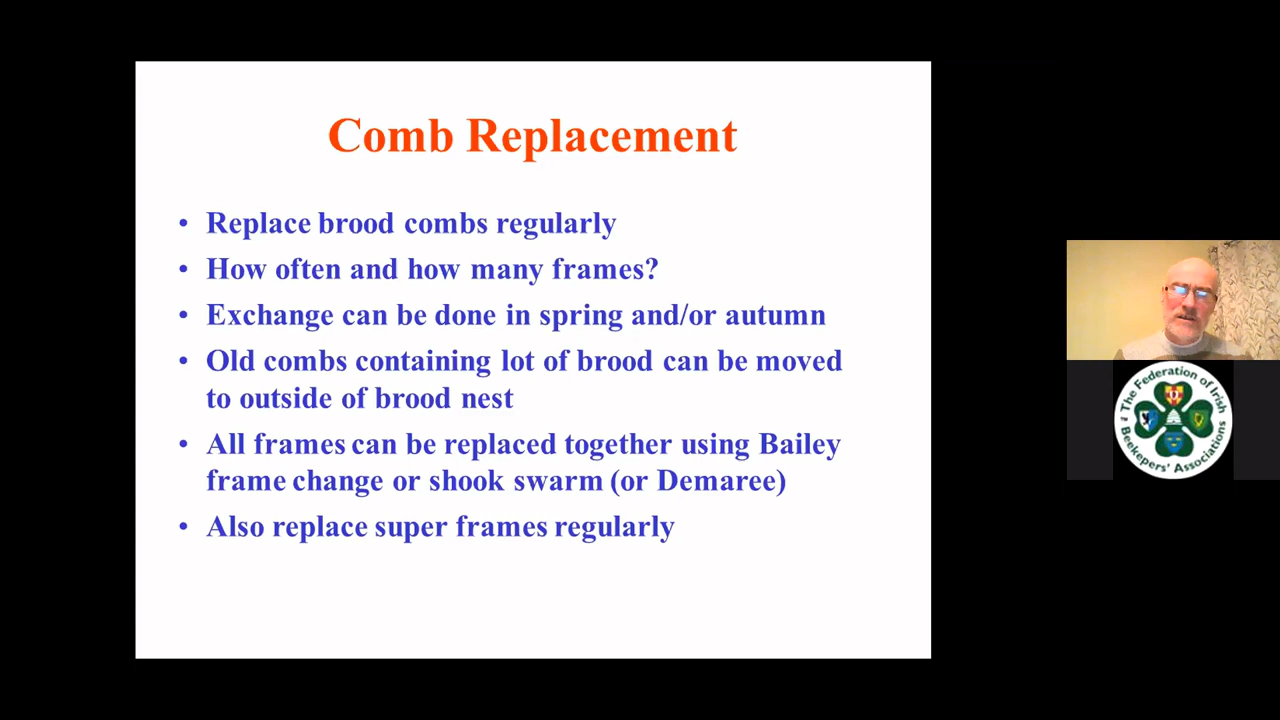 Comb Replacement
• Replace brood combs regularly
• How often and how many frames?
• Exchange can be done in spring and/or autumn
• Old combs containing lot of brood can be moved
to outside of brood nest
• All frames can be replaced together using Bailey
frame change or shook swarm (or Demaree)
• Also replace super frames regularly
The Federation of Irish
Beekeepers' Associations